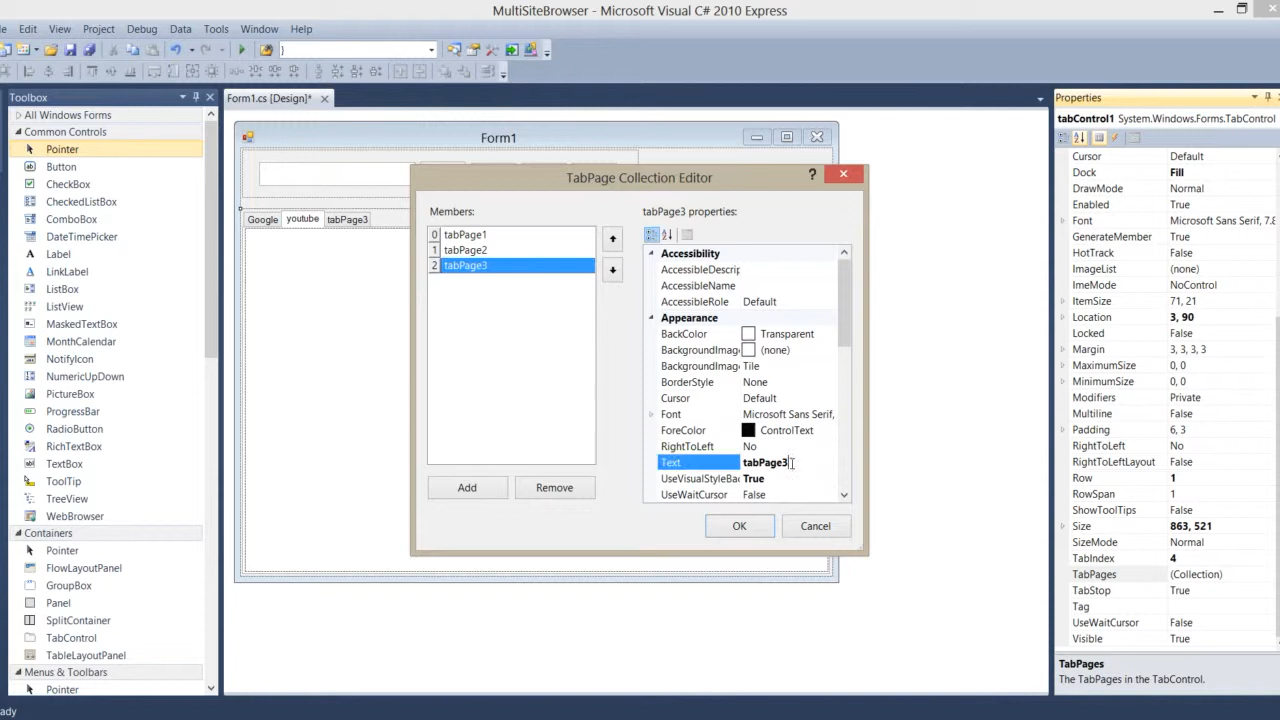 MultiSiteBrowser - Microsoft Visual C# 2010 Express
Edit View Project Debug Data Tools Window Help
}
Toolbox
All Windows Forms
Common Controls
Pointer
Button
CheckBox
CheckedListBox
ComboBox
DateTimePicker
Label
LinkLabel
ListBox
ListView
MaskedTextBox
MonthCalendar
NotifyIcon
NumericUpDown
PictureBox
ProgressBar
RadioButton
RichTextBox
TextBox
ToolTip
TreeView
WebBrowser
Containers
Pointer
FlowLayoutPanel
GroupBox
Panel
SplitContainer
TabControl
TableLayoutPanel
Menus & Toolbars
Pointer
Form1.cs [Design]*
Form1
Google youtube tabPage3
TabPage Collection Editor
Members:
0 tabPage1
1 tabPage2
2 tabPage3
Add Remove
tabPage3 properties:
Accessibility
AccessibleDescrip
AccessibleName
AccessibleRole Default
Appearance
BackColor Transparent
BackgroundImag (none)
BackgroundImag Tile
BorderStyle None
Cursor Default
Font Microsoft Sans Serif,
ForeColor ControlText
RightToLeft No
Text tabPage3
UseVisualStyleBac True
UseWaitCursor False
OK Cancel
Properties
tabControl1 System.Windows.Forms.TabControl
Cursor Default
Dock Fill
DrawMode Normal
Enabled True
Font Microsoft Sans Serif, 7.8
GenerateMember True
HotTrack False
ImageList (none)
ImeMode NoControl
ItemSize 71, 21
Location 3, 90
Locked False
Margin 3, 3, 3, 3
MaximumSize 0, 0
MinimumSize 0, 0
Modifiers Private
Multiline False
Padding 6, 3
RightToLeft No
RightToLeftLayout False
Row 1
RowSpan 1
ShowToolTips False
Size 863, 521
SizeMode Normal
TabIndex 4
TabPages (Collection)
TabStop True
Tag
UseWaitCursor False
Visible True
TabPages
The TabPages in the TabControl.
ady